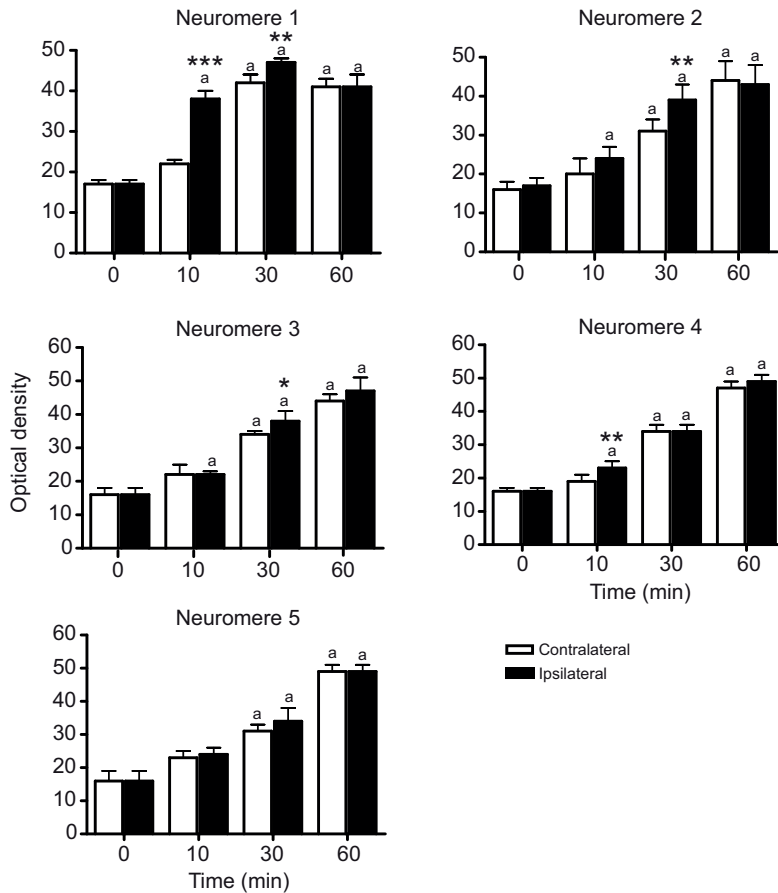 Neuromere 1
50
40
30
20
10
0
*** a
a ** a
a a
0 10 30 60
Neuromere 2
50
40
30
20
10
0
a
a ** a
a a
0 10 30 60
Neuromere 3
60
50
40
30
20
10
0
a
a * a
a a
0 10 30 60
Neuromere 4
60
50
40
30
20
10
0
** a
a a
a a
0 10 30 60
Time (min)
Optical density
Neuromere 5
60
50
40
30
20
10
0
a a
a a
0 10 30 60
Time (min)
Contralateral
Ipsilateral